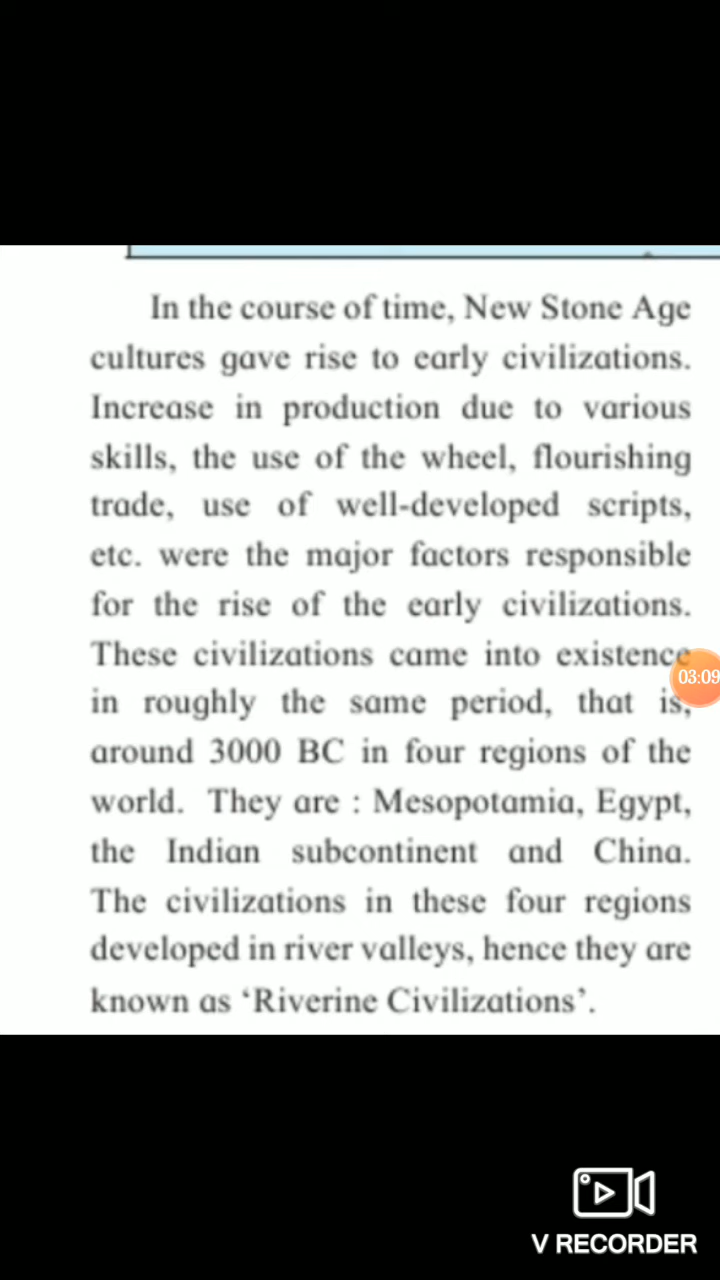 In the course of time, New Stone Age
cultures gave rise to early civilizations.
Increase in production due to various
skills, the use of the wheel, flourishing
trade, use of well-developed scripts,
etc. were the major factors responsible
for the rise of the early civilizations.
These civilizations came into existence
03:09
in roughly the same period, that is,
around 3000 BC in four regions of the
world. They are : Mesopotamia, Egypt,
the Indian subcontinent and China.
The civilizations in these four regions
developed in river valleys, hence they are
known as ‘Riverine Civilizations’.
V RECORDER